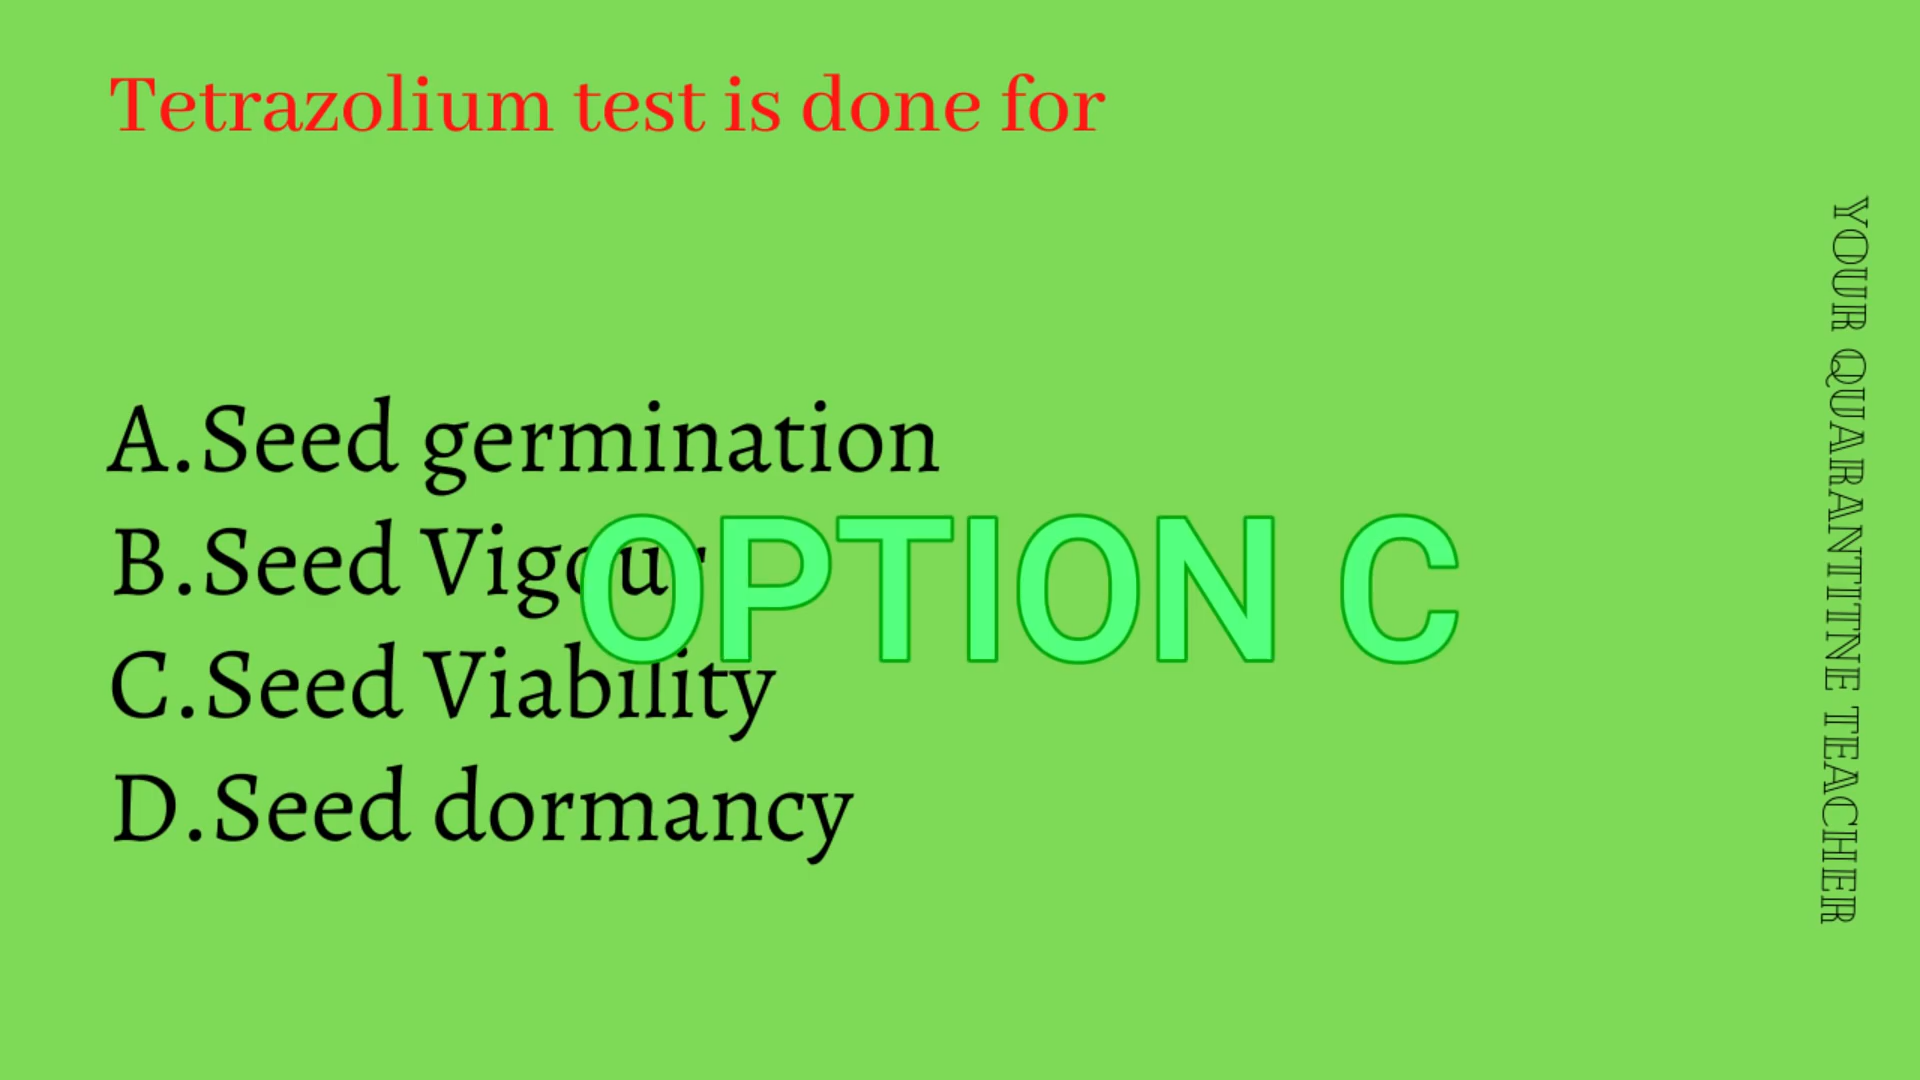 Tetrazolium test is done for
A.Seed germination
B.Seed Vigour
C.Seed Viability
D.Seed dormancy
OPTION C
YOUR QUARANTITNE TEACHER